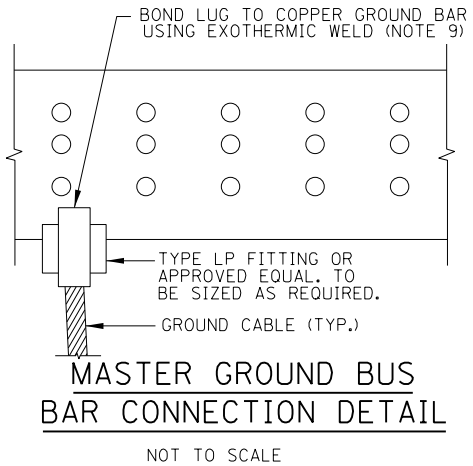 BOND LUG TO COPPER GROUND BAR
USING EXOTHERMIC WELD (NOTE 9)
TYPE LP FITTING OR
APPROVED EQUAL. TO
BE SIZED AS REQUIRED.
GROUND CABLE (TYP.)
MASTER GROUND BUS
BAR CONNECTION DETAIL
NOT TO SCALE